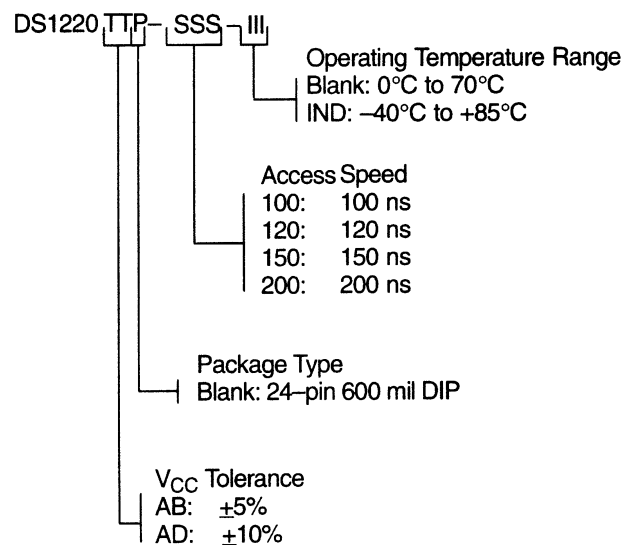 DS1220 TTP– SSS – III
Operating Temperature Range
Blank: 0°C to 70°C
IND: –40°C to +85°C
Access Speed
100: 100 ns
120: 120 ns
150: 150 ns
200: 200 ns
Package Type
Blank: 24–pin 600 mil DIP
VCC Tolerance
AB: ±5%
AD: ±10%